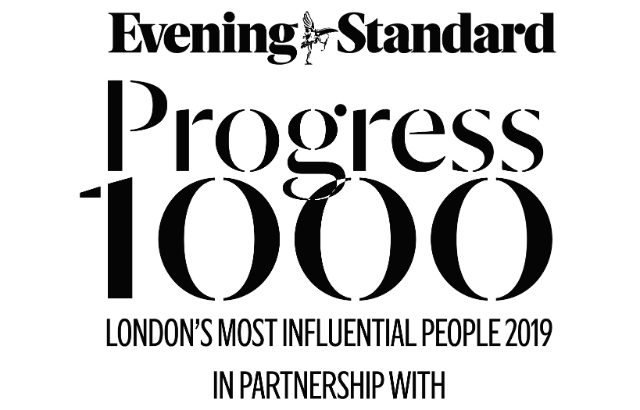 Evening Standard
Progress
1000
LONDON'S MOST INFLUENTIAL PEOPLE 2019
IN PARTNERSHIP WITH